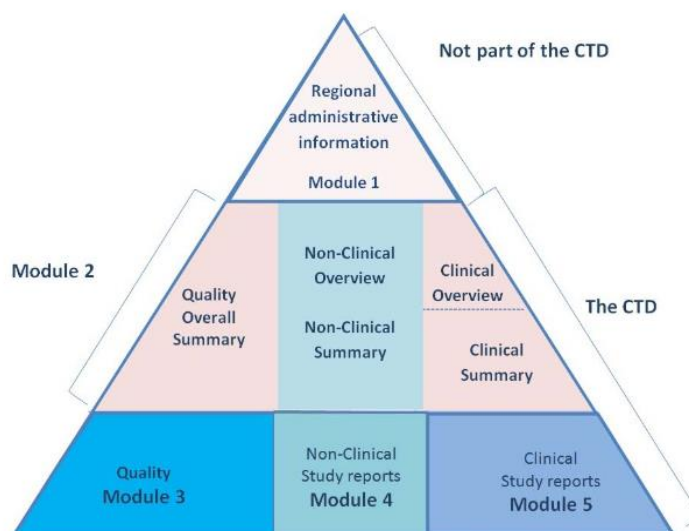 Not part of the CTD
Regional
administrative
information
Module 1
Module 2
Quality
Overall
Summary
Non-Clinical
Overview
Non-Clinical
Summary
Clinical
Overview
Clinical
Summary
The CTD
Quality
Module 3
Non-Clinical
Study reports
Module 4
Clinical
Study reports
Module 5